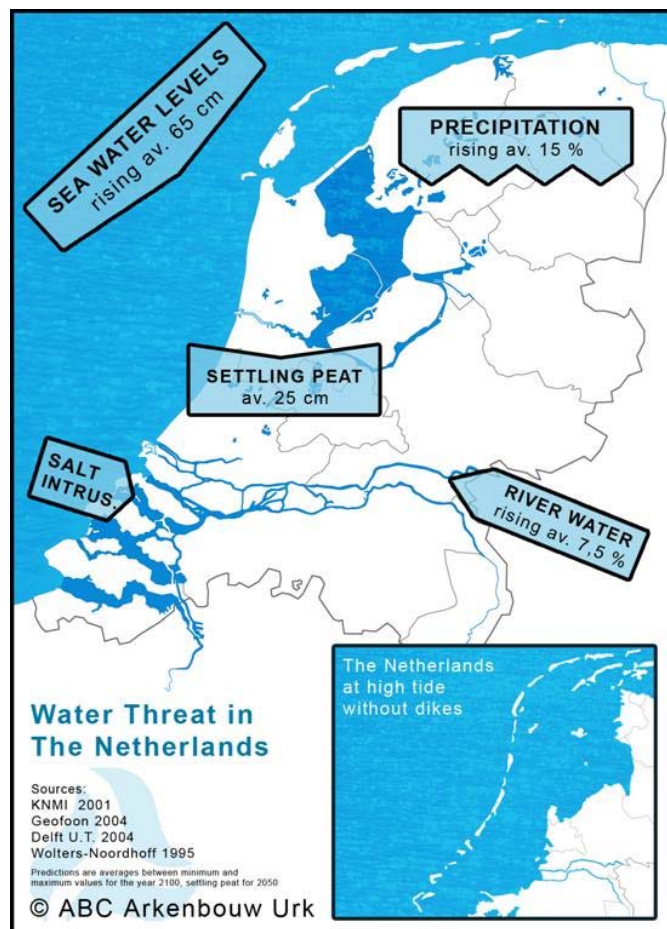 SEA WATER LEVELS
rising av. 65 cm
PRECIPITATION
rising av. 15 %
SETTLING PEAT
av. 25 cm
SALT
INTRUS.
RIVER WATER
rising av. 7,5 %
The Netherlands
at high tide
without dikes
Water Threat in
The Netherlands
Sources:
KNMI 2001
Geofoon 2004
Delft U.T. 2004
Wolters-Noordhoff 1995
Predictions are averages between minimum and
maximum values for the year 2100, settling peat for 2050
© ABC Arkenbouw Urk